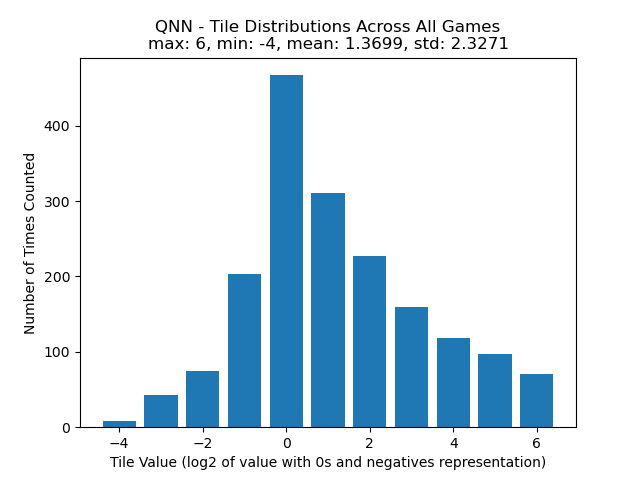 QNN - Tile Distributions Across All Games
max: 6, min: -4, mean: 1.3699, std: 2.3271
Number of Times Counted
400
300
200
100
0
−4
−2
0
2
4
6
Tile Value (log2 of value with 0s and negatives representation)